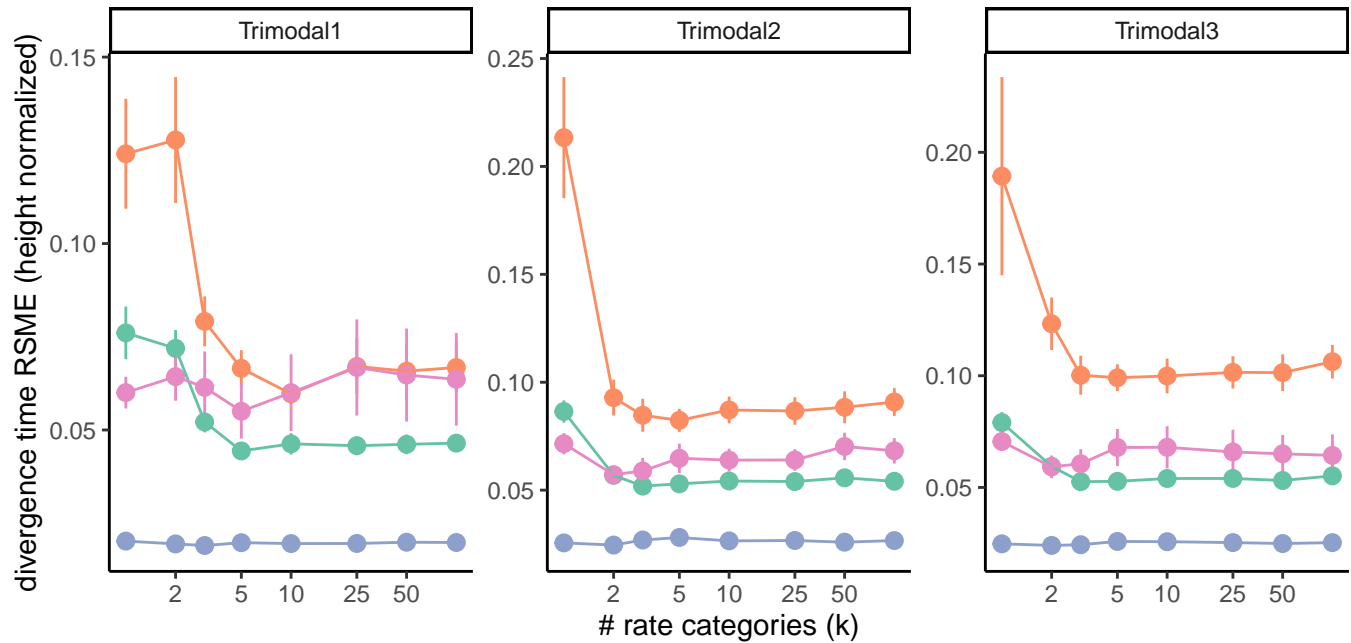 Trimodal1
Trimodal2
Trimodal3
divergence time RSME (height normalized)
0.15
0.10
0.05
0.25
0.20
0.15
0.10
0.05
0.20
0.15
0.10
0.05
2 5 10 25 50
2 5 10 25 50
2 5 10 25 50
# rate categories (k)